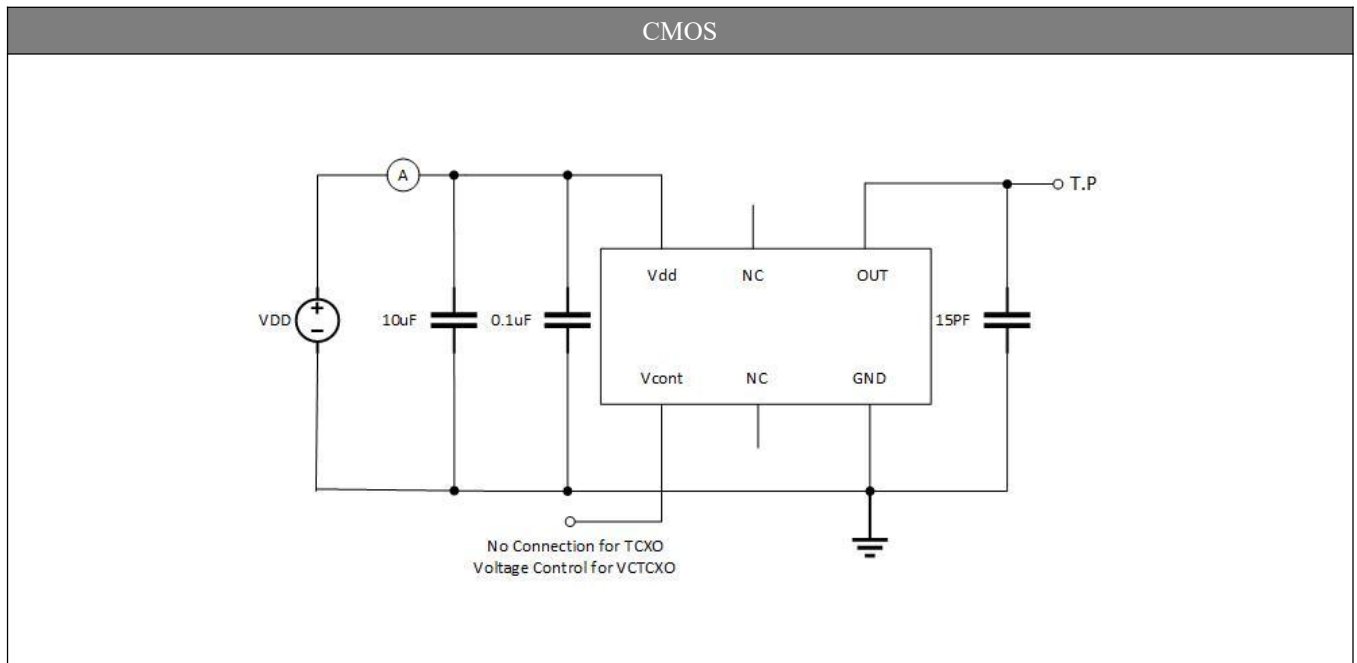 CMOS
A
T.P
Vdd NC OUT
VDD + − 10uF 0.1uF 15PF
Vcont NC GND
No Connection for TCXO
Voltage Control for VCTCXO